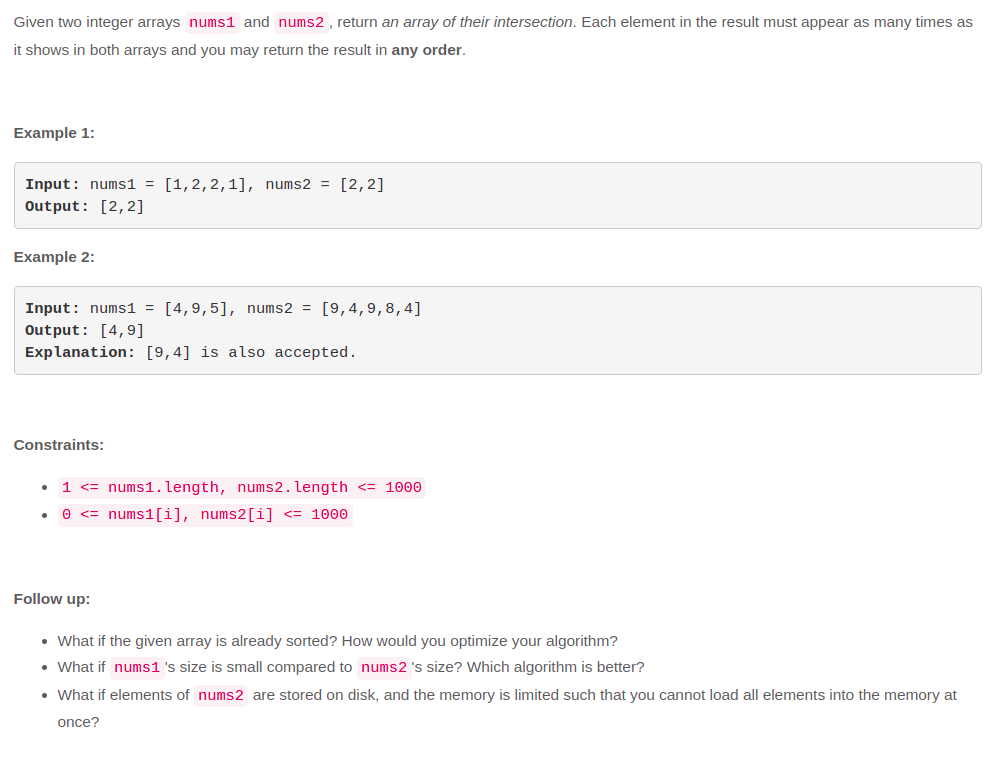 Given two integer arrays nums1 and nums2, return an array of their intersection. Each element in the result must appear as many times as
it shows in both arrays and you may return the result in any order.
Example 1:
Input: nums1 = [1,2,2,1], nums2 = [2,2]
Output: [2,2]
Example 2:
Input: nums1 = [4,9,5], nums2 = [9,4,9,8,4]
Output: [4,9]
Explanation: [9,4] is also accepted.
Constraints:
• 1 <= nums1.length, nums2.length <= 1000
• 0 <= nums1[i], nums2[i] <= 1000
Follow up:
• What if the given array is already sorted? How would you optimize your algorithm?
• What if nums1's size is small compared to nums2's size? Which algorithm is better?
• What if elements of nums2 are stored on disk, and the memory is limited such that you cannot load all elements into the memory at
once?